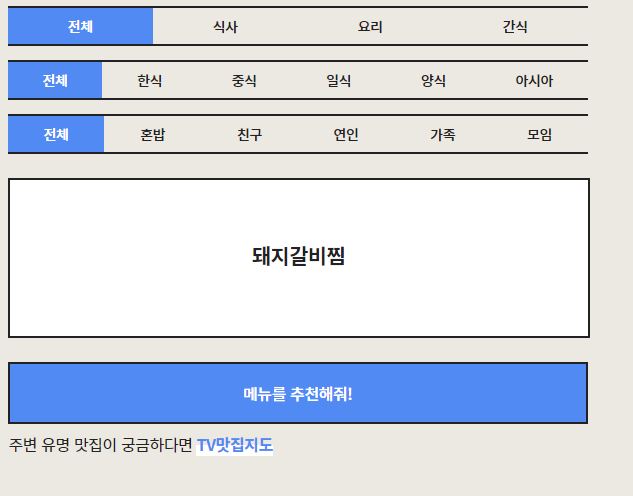 전체 식사 요리 간식
전체 한식 중식 일식 양식 아시아
전체 혼밥 친구 연인 가족 모임
돼지갈비찜
메뉴를 추천해줘!
주변 유명 맛집이 궁금하다면 TV맛집지도